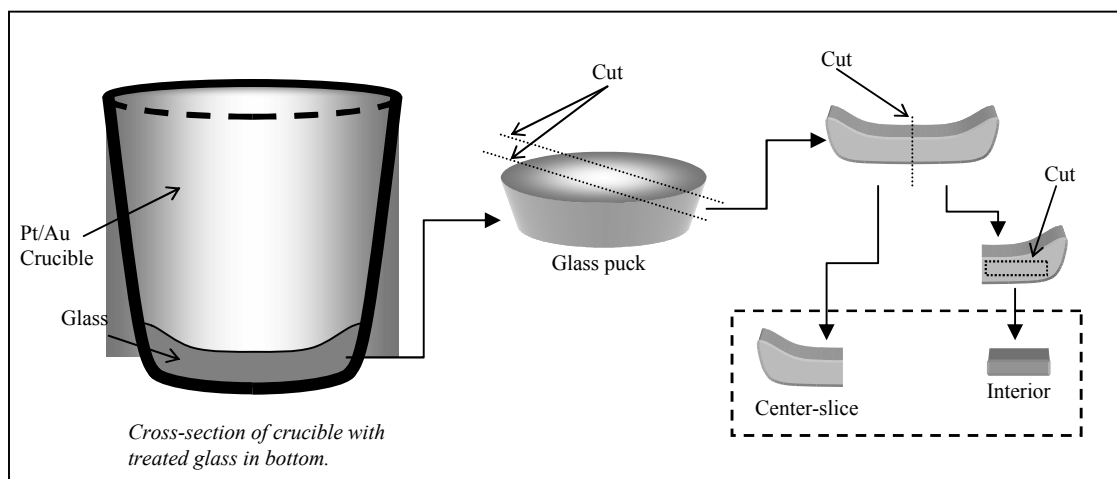 Pt/Au
Crucible
Glass
Cross-section of crucible with
treated glass in bottom.
Cut
Glass puck
Cut
Cut
Center-slice
Interior